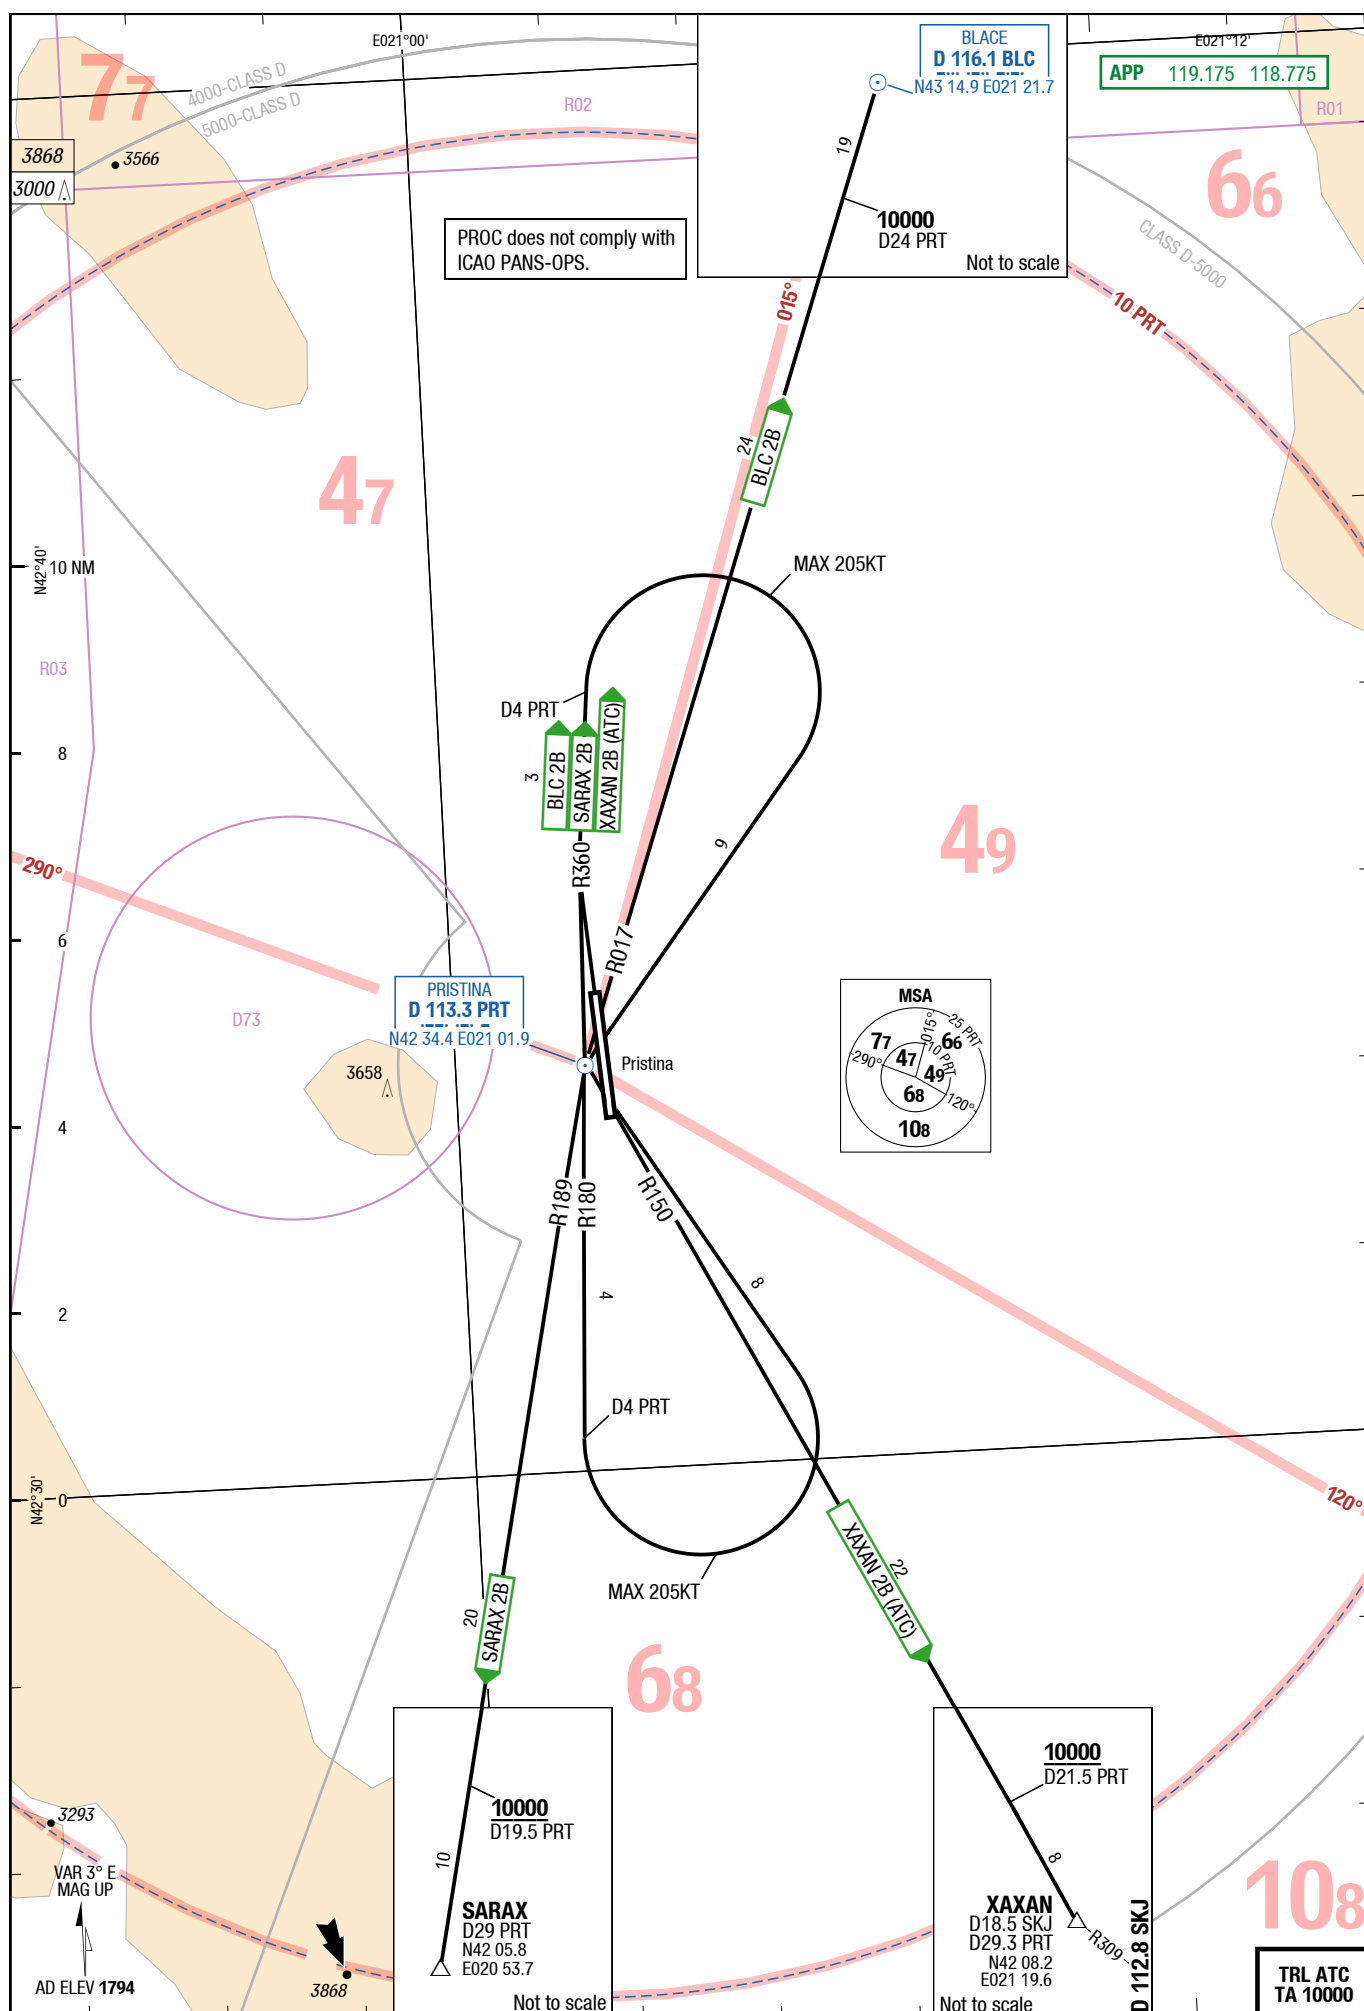 E021°00'
E021°12'
BLACE
D 116.1 BLC
N43 14.9 E021 21.7
APP 119.175 118.775
77
4000-CLASS D
5000-CLASS D
R02
R01
3868
3000
3566
19
66
10000
D24 PRT
Not to scale
PROC does not comply with
ICAO PANS-OPS.
CLASS D-5000
015°
10 PRT
47
24
BLC 2B
N42°40'
10 NM
MAX 205KT
R03
D4 PRT
3
BLC 2B
SARAX 2B
XAXAN 2B (ATC)
8
9
49
290°
R360
R017
6
PRISTINA
D 113.3 PRT
N42 34.4 E021 01.9
D73
3658
Pristina
MSA
77
015°
25 PRT
66
290°
47
10 PRT
49
68
120°
108
4
R189
R180
R150
2
4
8
D4 PRT
N42°30'
0
120°
MAX 205KT
XAXAN 2B (ATC)
22
20
SARAX 2B
68
10000
D19.5 PRT
10
SARAX
D29 PRT
N42 05.8
E020 53.7
Not to scale
10000
D21.5 PRT
8
XAXAN
D18.5 SKJ
D29.3 PRT
N42 08.2
E021 19.6
Not to scale
R309
D 112.8 SKJ
3293
VAR 3° E
MAG UP
AD ELEV 1794
3868
108
TRL ATC
TA 10000